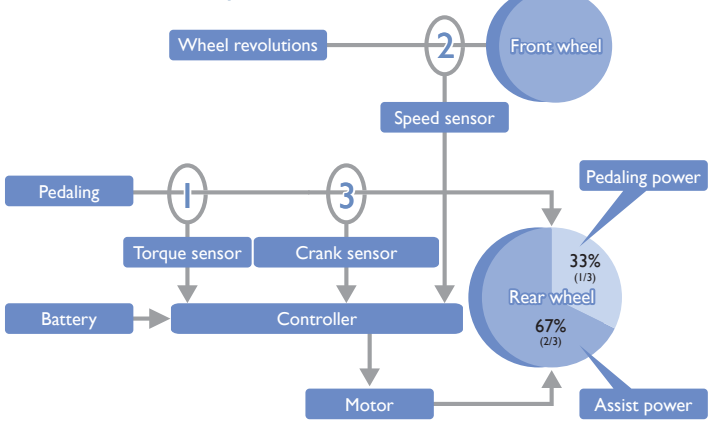 Wheel revolutions
2
Front wheel
Speed sensor
Pedaling power
Pedaling
1
3
Torque sensor
Crank sensor
33%
(1/3)
Rear wheel
67%
(2/3)
Battery
Controller
Motor
Assist power